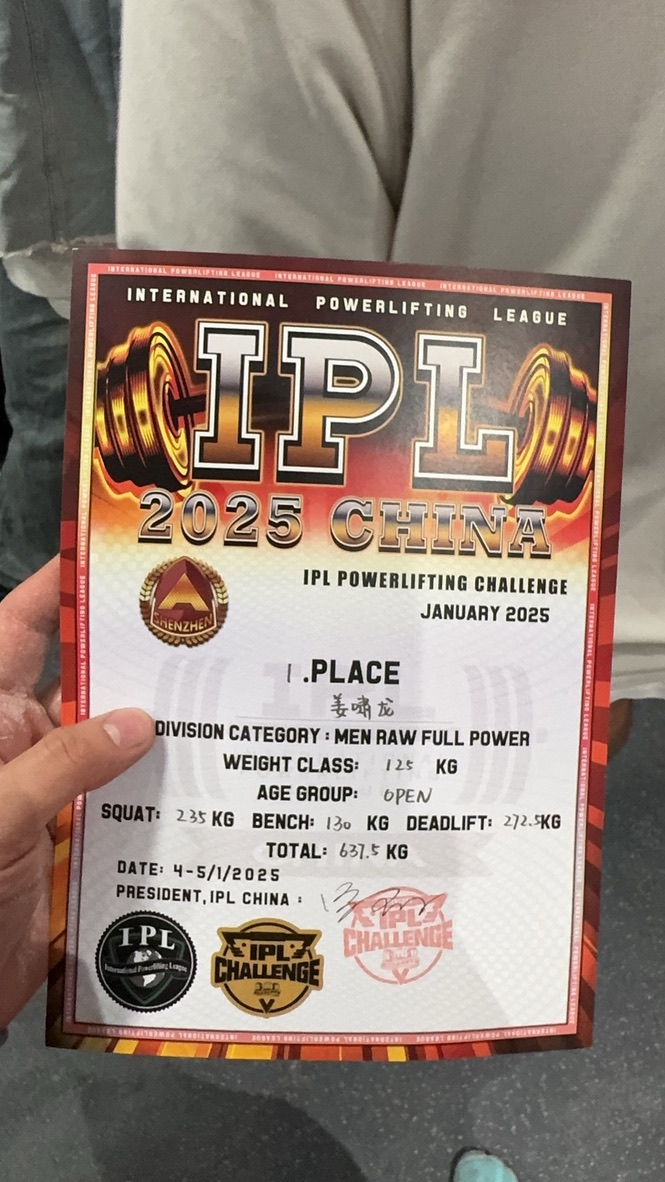 INTERNATIONAL POWERLIFTING LEAGUE INTERNATIONAL POWERLIFTING LEAGUE INTERNATIONAL POWERLIFTING LEAGUE
INTERNATIONAL POWERLIFTING LEAGUE
IPL
2025 CHINA
SHENZHEN
IPL POWERLIFTING CHALLENGE
JANUARY 2025
1.PLACE
姜啸龙
DIVISION CATEGORY : MEN RAW FULL POWER
WEIGHT CLASS: 125 KG
AGE GROUP: OPEN
SQUAT: 235 KG BENCH: 130 KG DEADLIFT: 272.5KG
TOTAL: 637.5 KG
DATE: 4-5/1/2025
PRESIDENT, IPL CHINA :
IPL
International Powerlifting League
IPL
CHALLENGE
IPL
CHALLENGE